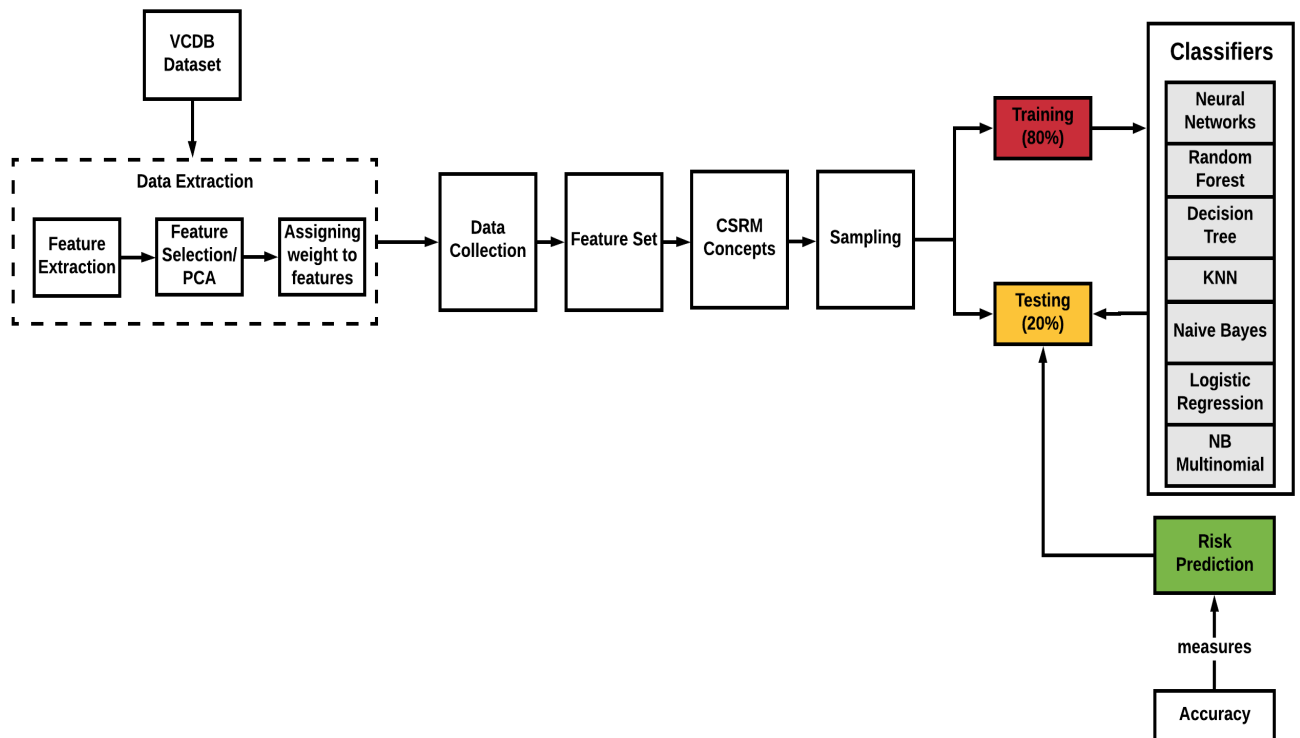 VCDB
Dataset
Data Extraction
Feature
Extraction
Feature
Selection/
PCA
Assigning
weight to
features
Data
Collection
Feature Set
CSRM
Concepts
Sampling
Training
(80%)
Testing
(20%)
Classifiers
Neural
Networks
Random
Forest
Decision
Tree
KNN
Naive Bayes
Logistic
Regression
NB
Multinomial
Risk
Prediction
measures
Accuracy